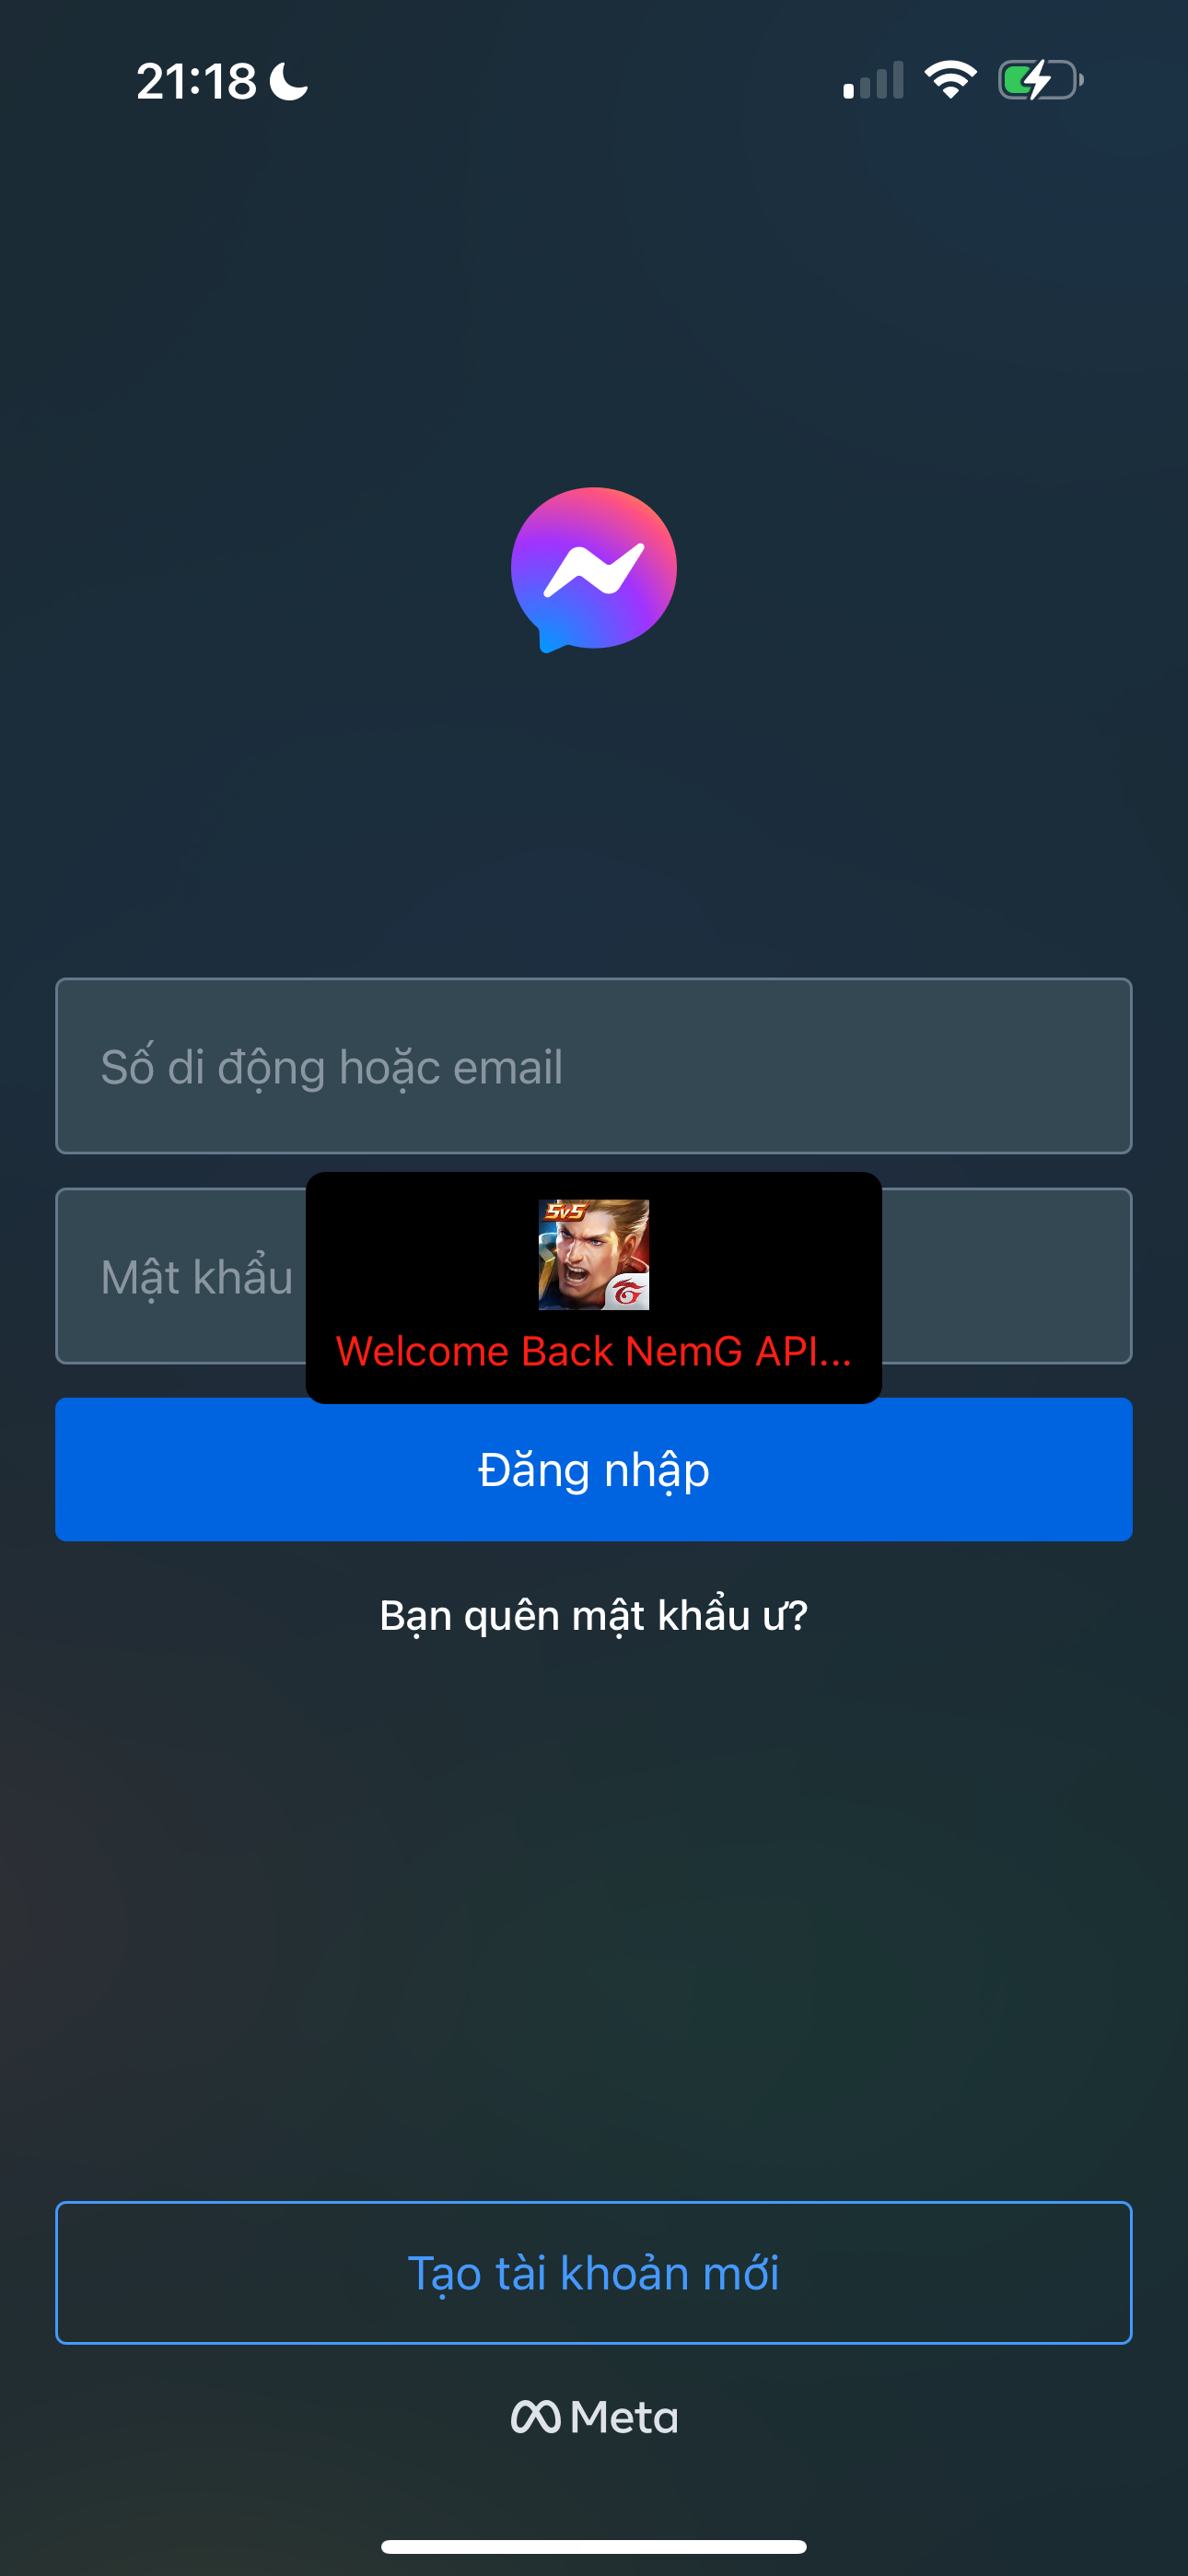 21:18
Số di động hoặc email
Mật khẩu
5v5
Welcome Back NemG API...
Đăng nhập
Bạn quên mật khẩu ư?
Tạo tài khoản mới
Meta